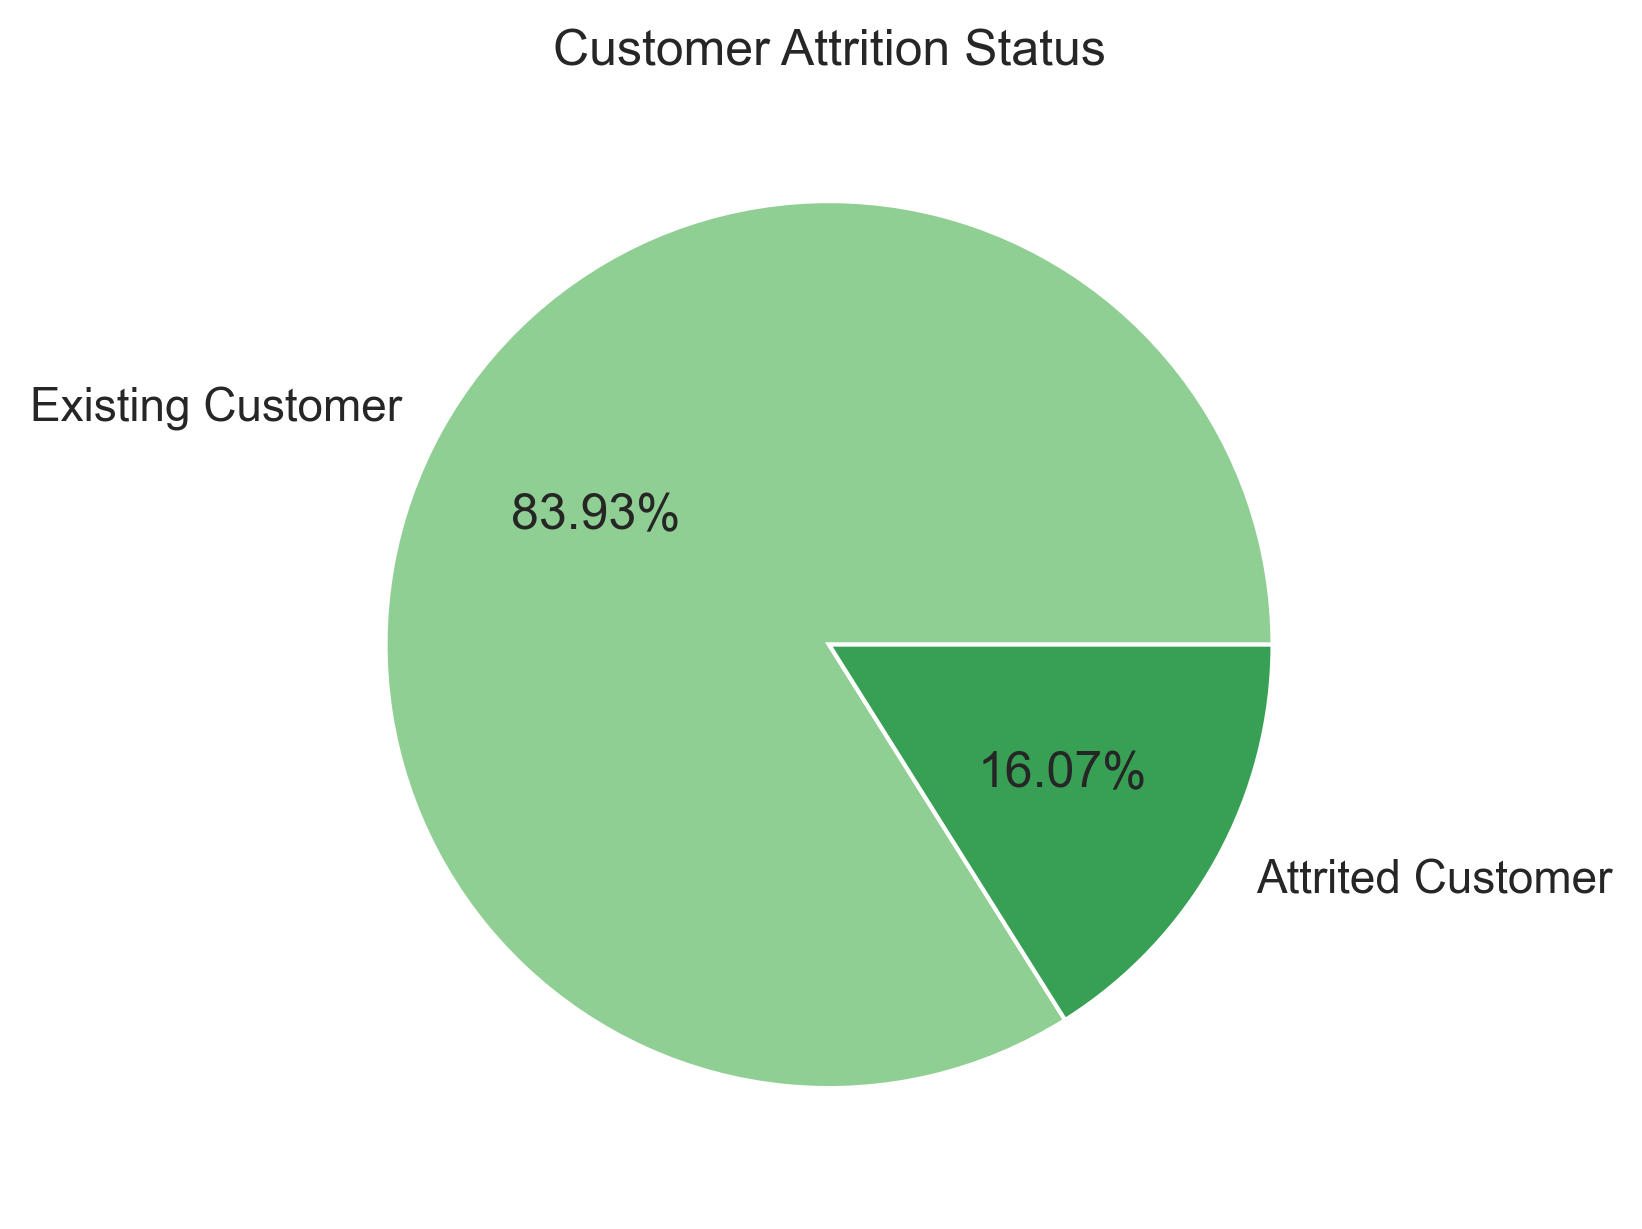 Customer Attrition Status
Existing Customer
83.93%
16.07%
Attrited Customer